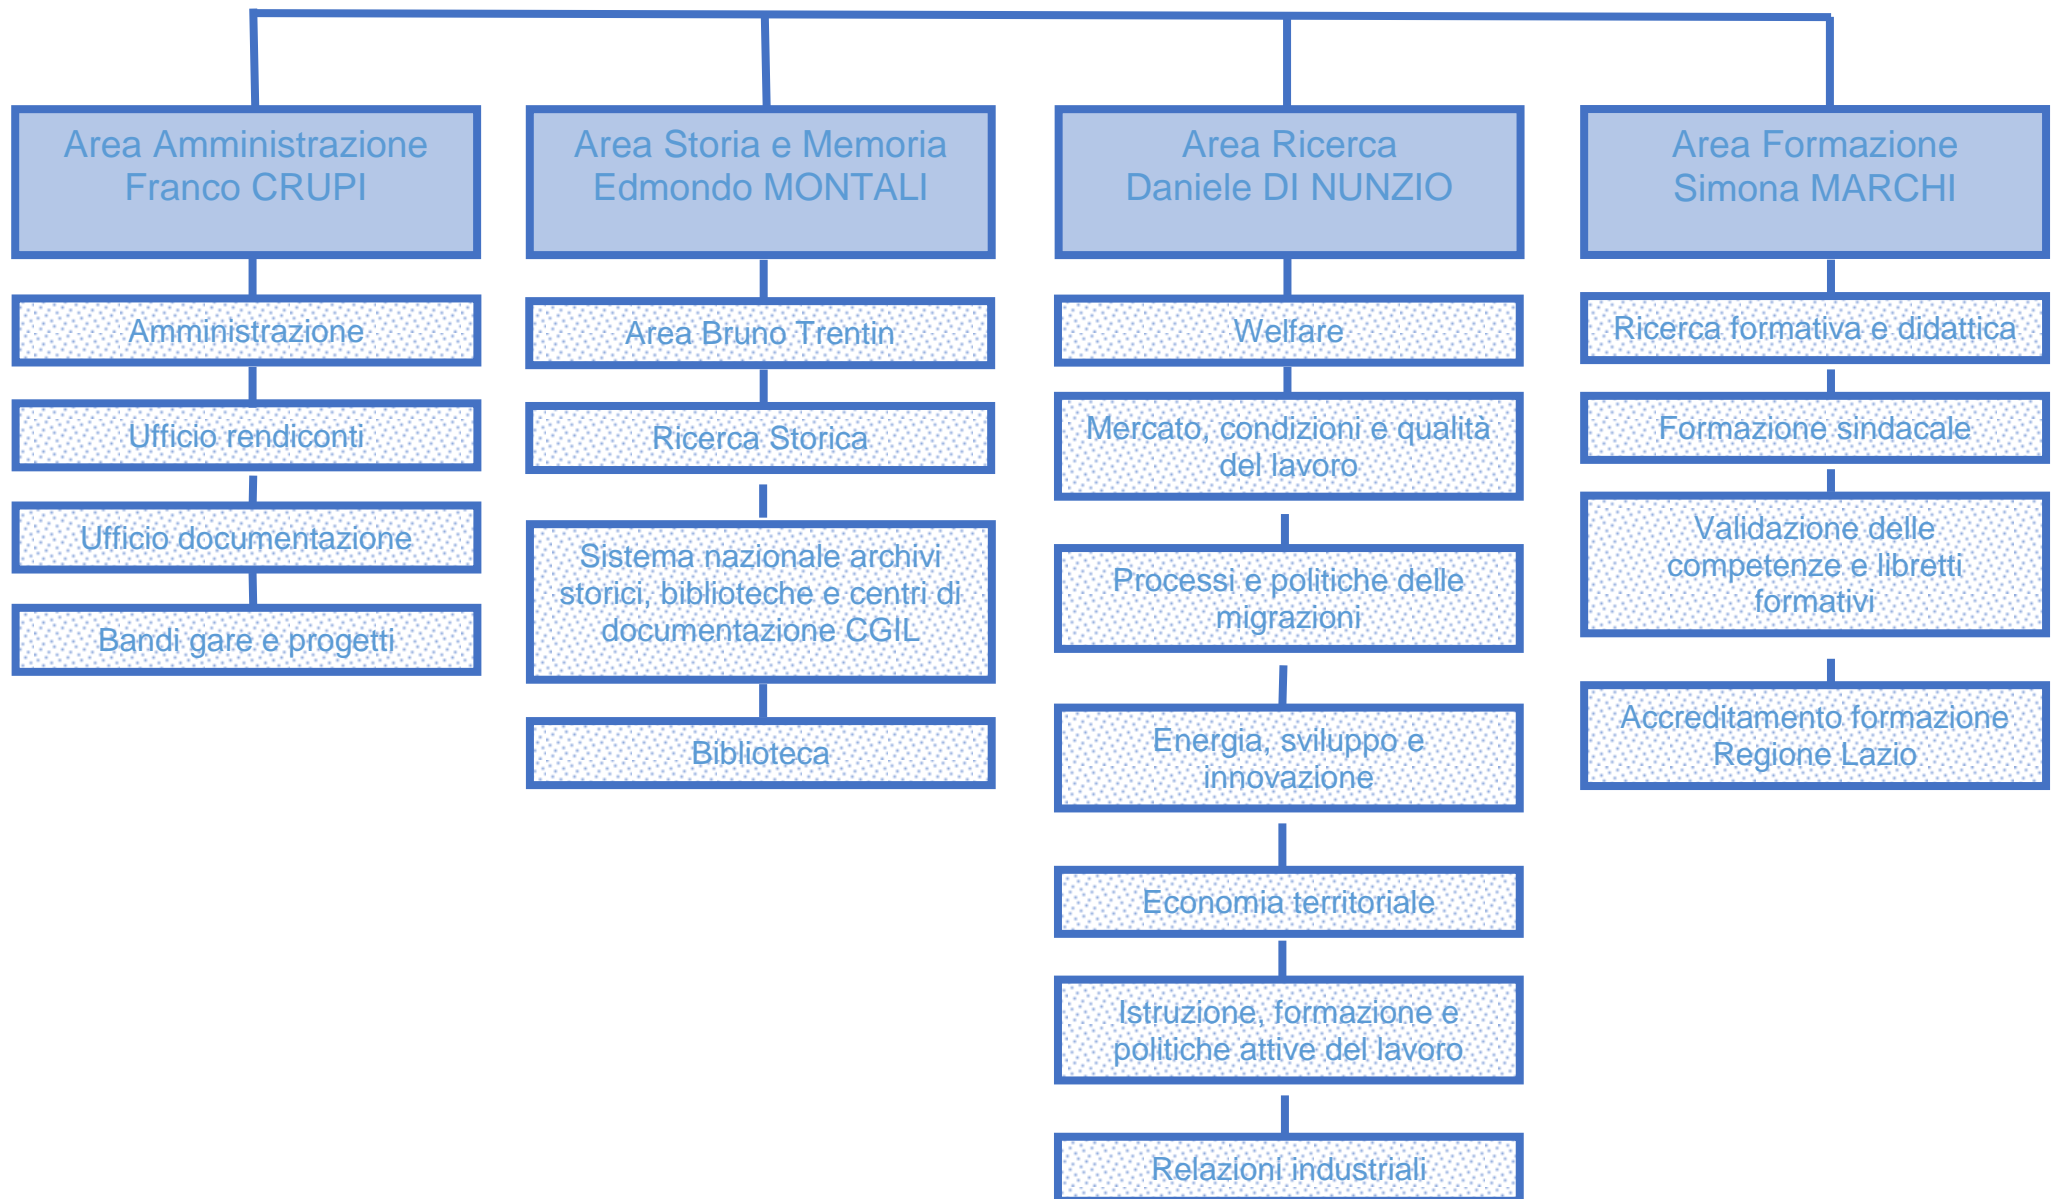 Area Amministrazione
Franco CRUPI
Amministrazione
Ufficio rendiconti
Ufficio documentazione
Bandi gare e progetti
Area Storia e Memoria
Edmondo MONTALI
Area Bruno Trentin
Ricerca Storica
Sistema nazionale archivi
storici, biblioteche e centri di
documentazione CGIL
Biblioteca
Area Ricerca
Daniele DI NUNZIO
Welfare
Mercato, condizioni e qualità
del lavoro
Processi e politiche delle
migrazioni
Energia, sviluppo e
innovazione
Economia territoriale
Istruzione, formazione e
politiche attive del lavoro
Relazioni industriali
Area Formazione
Simona MARCHI
Ricerca formativa e didattica
Formazione sindacale
Validazione delle
competenze e libretti
formativi
Accreditamento formazione
Regione Lazio